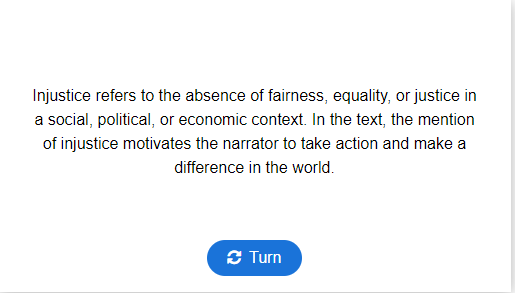 Injustice refers to the absence of fairness, equality, or justice in
a social, political, or economic context. In the text, the mention
of injustice motivates the narrator to take action and make a
difference in the world.
Turn